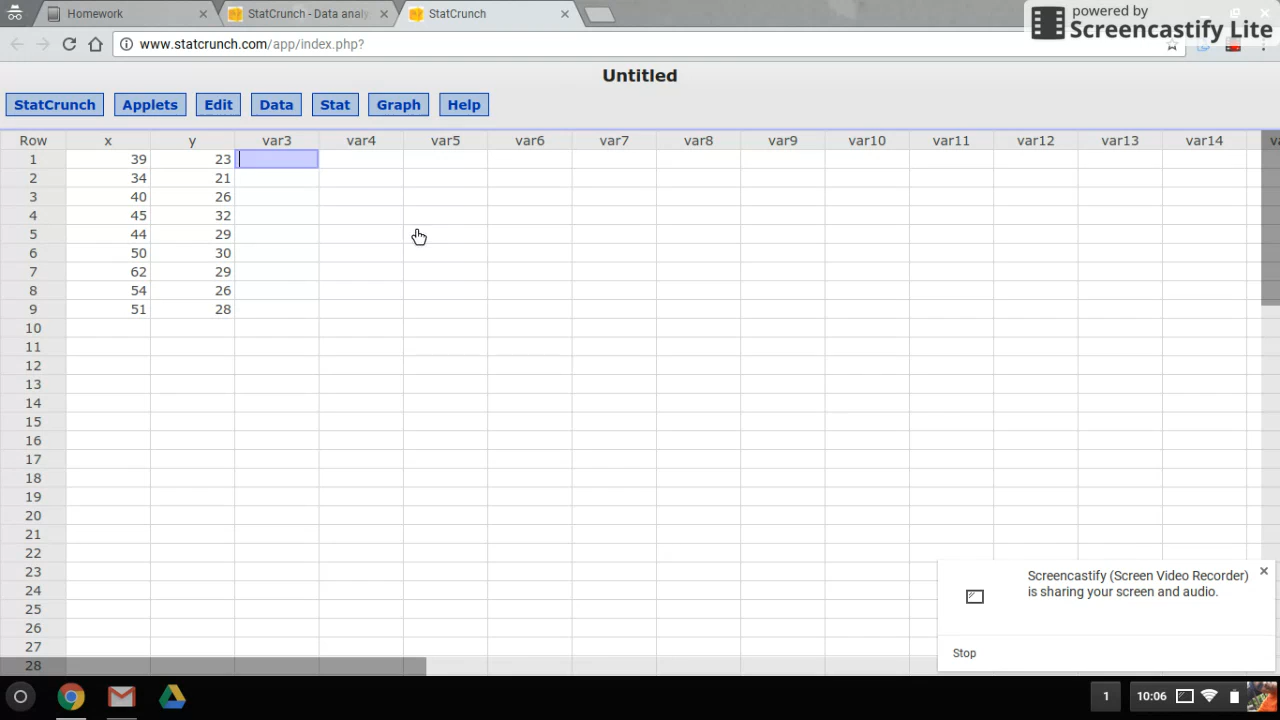 Homework
StatCrunch - Data analy
StatCrunch
powered by
Screencastify Lite
www.statcrunch.com/app/index.php?
Untitled
StatCrunch Applets Edit Data Stat Graph Help
Row x y var3 var4 var5 var6 var7 var8 var9 var10 var11 var12 var13 var14
1 39 23
2 34 21
3 40 26
4 45 32
5 44 29
6 50 30
7 62 29
8 54 26
9 51 28
10
11
12
13
14
15
16
17
18
19
20
21
22
23
24
25
26
27
28
Screencastify (Screen Video Recorder)
is sharing your screen and audio.
Stop
1 10:06